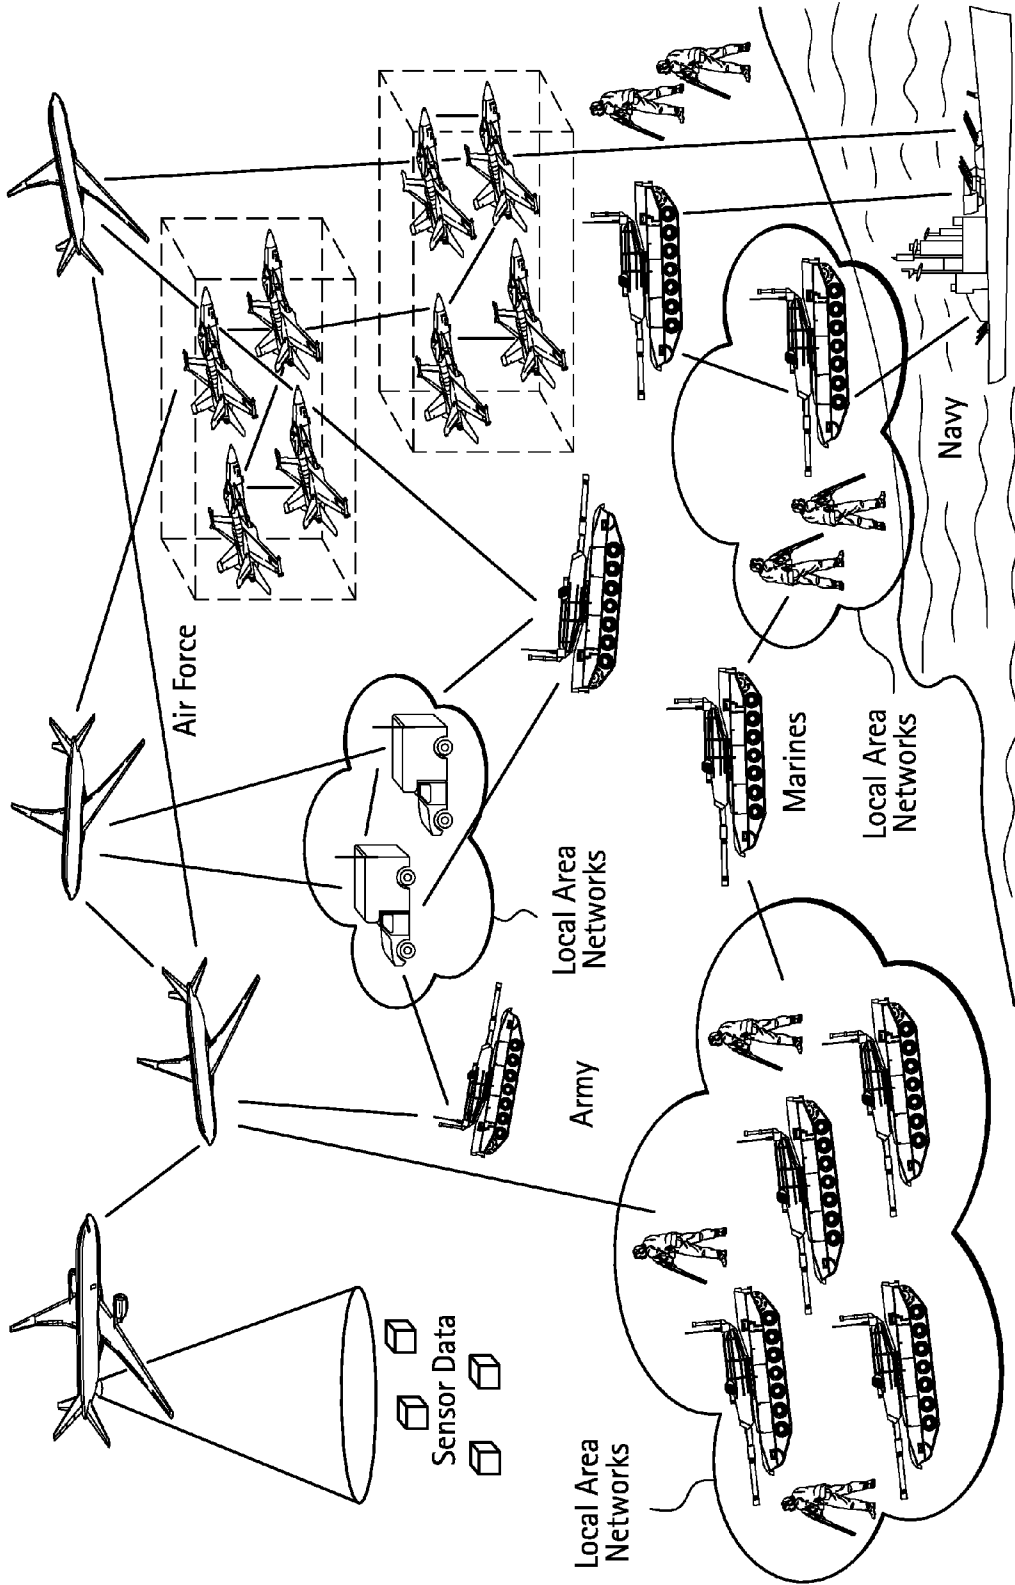 Air Force
Sensor Data
Local Area
Networks
Army
Local Area
Networks
Marines
Local Area
Networks
Navy